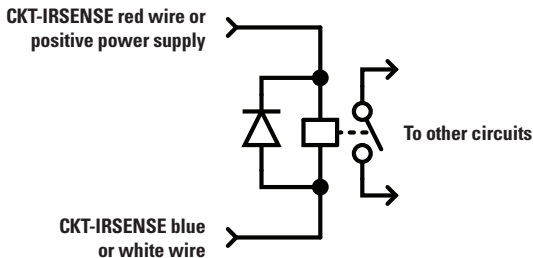 CKT-IRSENSE red wire or
positive power supply
To other circuits
CKT-IRSENSE blue
or white wire